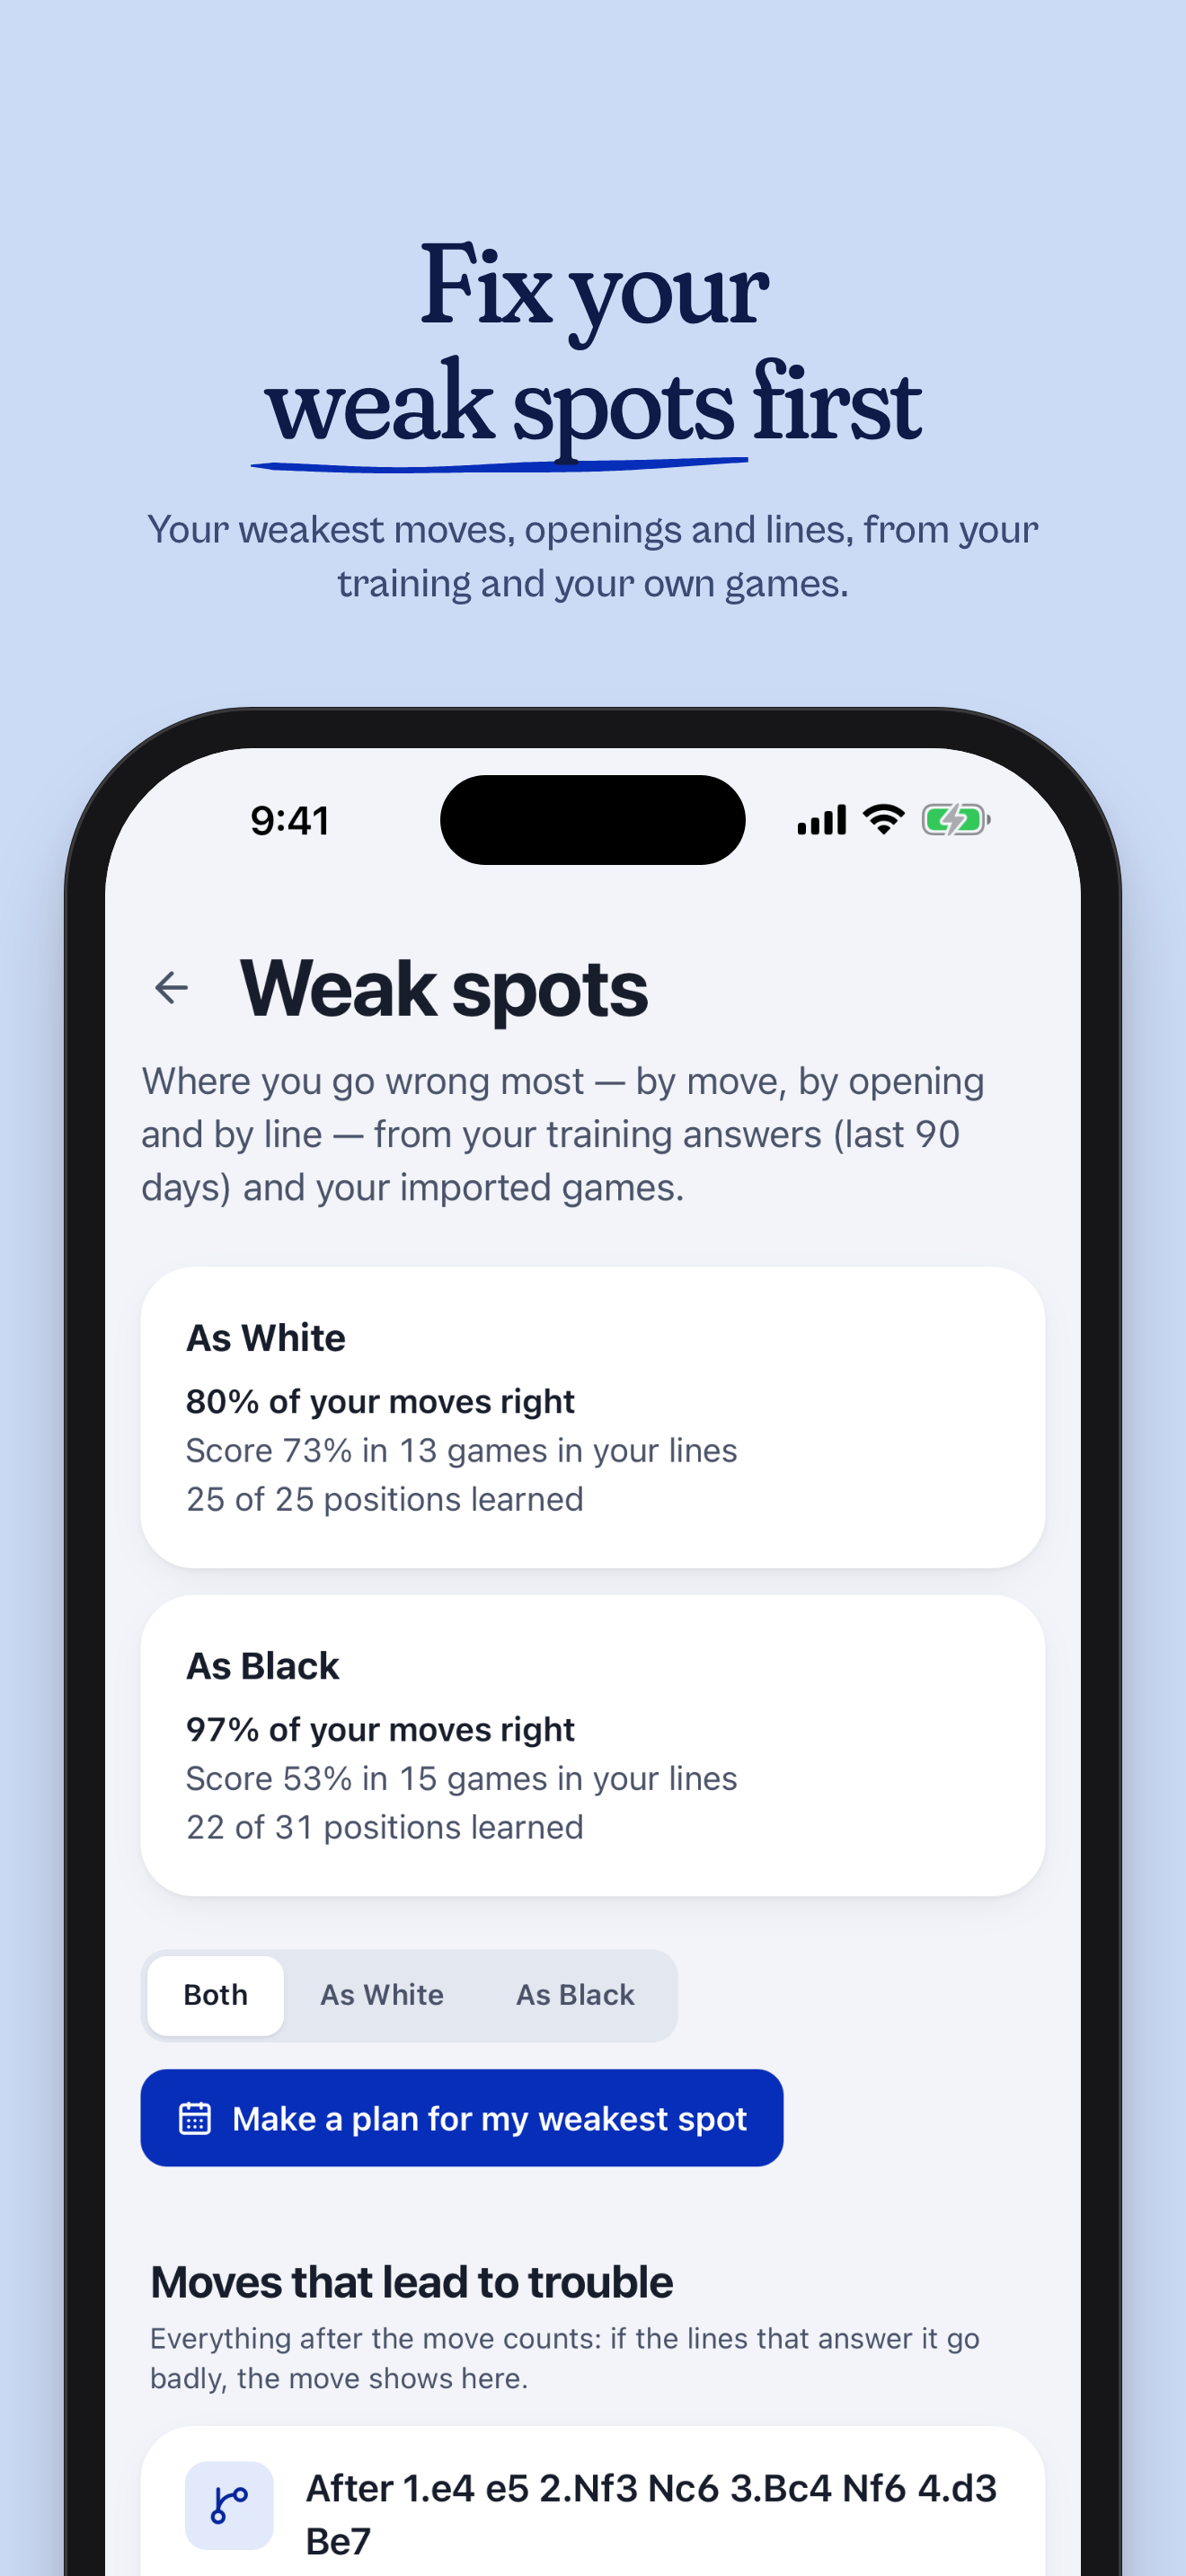 Fix your
weak spots first
Your weakest moves, openings and lines, from your
training and your own games.
9:41
Weak spots
Where you go wrong most — by move, by opening
and by line — from your training answers (last 90
days) and your imported games.
As White
80% of your moves right
Score 73% in 13 games in your lines
25 of 25 positions learned
As Black
97% of your moves right
Score 53% in 15 games in your lines
22 of 31 positions learned
Both As White As Black
Make a plan for my weakest spot
Moves that lead to trouble
Everything after the move counts: if the lines that answer it go
badly, the move shows here.
After 1.e4 e5 2.Nf3 Nc6 3.Bc4 Nf6 4.d3
Be7